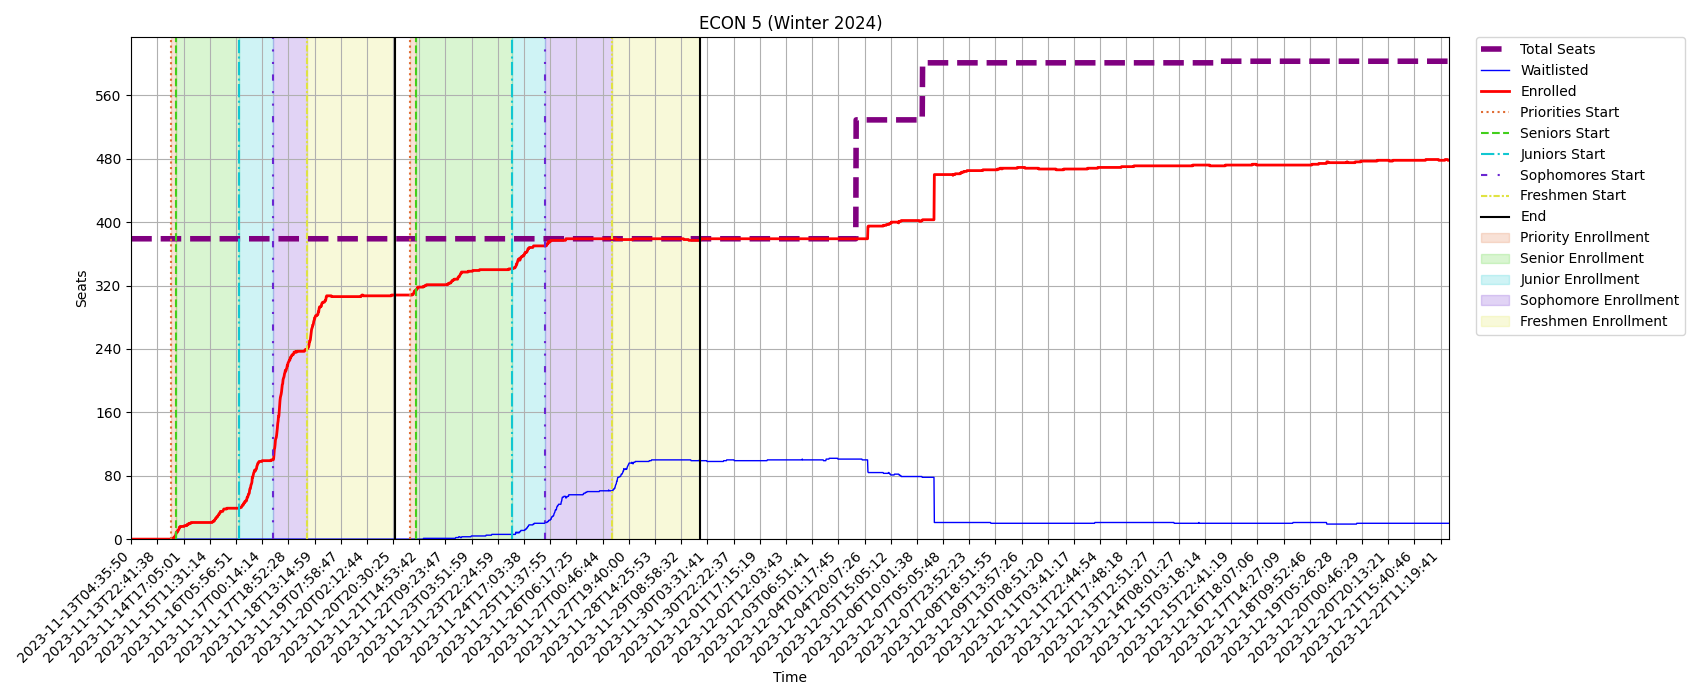 ECON 5 (Winter 2024)
Total Seats
Waitlisted
Enrolled
Priorities Start
Seniors Start
Juniors Start
Sophomores Start
Freshmen Start
End
Priority Enrollment
Senior Enrollment
Junior Enrollment
Sophomore Enrollment
Freshmen Enrollment
Seats
560
480
400
320
240
160
80
0
2023-11-13T04:35:50
2023-11-13T22:41:38
2023-11-14T17:05:01
2023-11-15T11:31:14
2023-11-16T05:56:51
2023-11-17T00:14:14
2023-11-17T18:52:28
2023-11-18T13:14:59
2023-11-19T07:58:47
2023-11-20T02:12:44
2023-11-20T20:30:25
2023-11-21T14:53:42
2023-11-22T09:23:47
2023-11-23T03:51:59
2023-11-23T22:24:59
2023-11-24T17:03:38
2023-11-25T11:37:55
2023-11-26T06:17:25
2023-11-27T00:46:44
2023-11-27T19:40:00
2023-11-28T14:25:53
2023-11-29T08:58:32
2023-11-30T03:31:41
2023-11-30T22:22:37
2023-12-01T17:15:19
2023-12-02T12:03:43
2023-12-03T06:51:41
2023-12-04T01:17:45
2023-12-04T20:07:26
2023-12-05T15:05:12
2023-12-06T10:01:38
2023-12-07T05:05:48
2023-12-07T23:52:23
2023-12-08T18:51:55
2023-12-09T13:57:26
2023-12-10T08:51:20
2023-12-11T03:41:17
2023-12-11T22:44:54
2023-12-12T17:48:18
2023-12-13T12:51:27
2023-12-14T08:01:27
2023-12-15T03:18:14
2023-12-15T22:41:19
2023-12-16T18:07:06
2023-12-17T14:27:09
2023-12-18T09:52:46
2023-12-19T05:26:28
2023-12-20T00:46:29
2023-12-20T20:13:21
2023-12-21T15:40:46
2023-12-22T11:19:41
Time